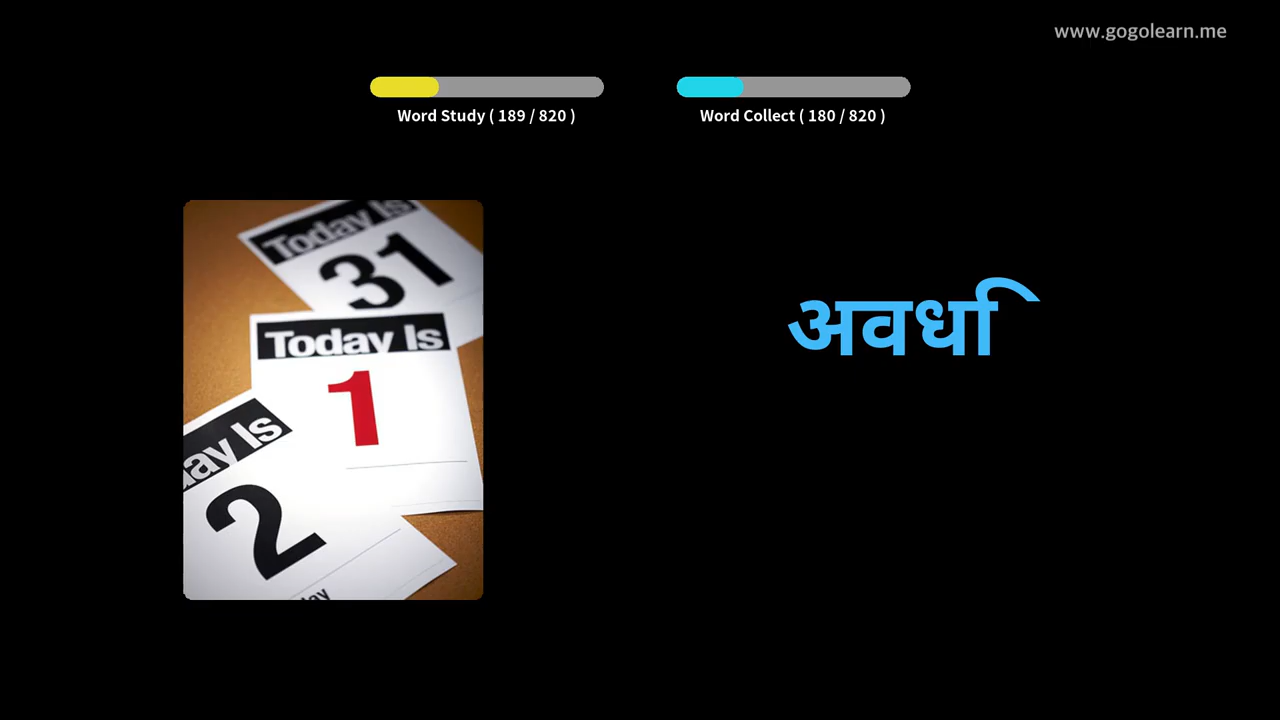 www.gogolearn.me
Word Study ( 189 / 820 )
Word Collect ( 180 / 820 )
Today Is
31
Today Is
1
ay Is
2
ay
अवधि